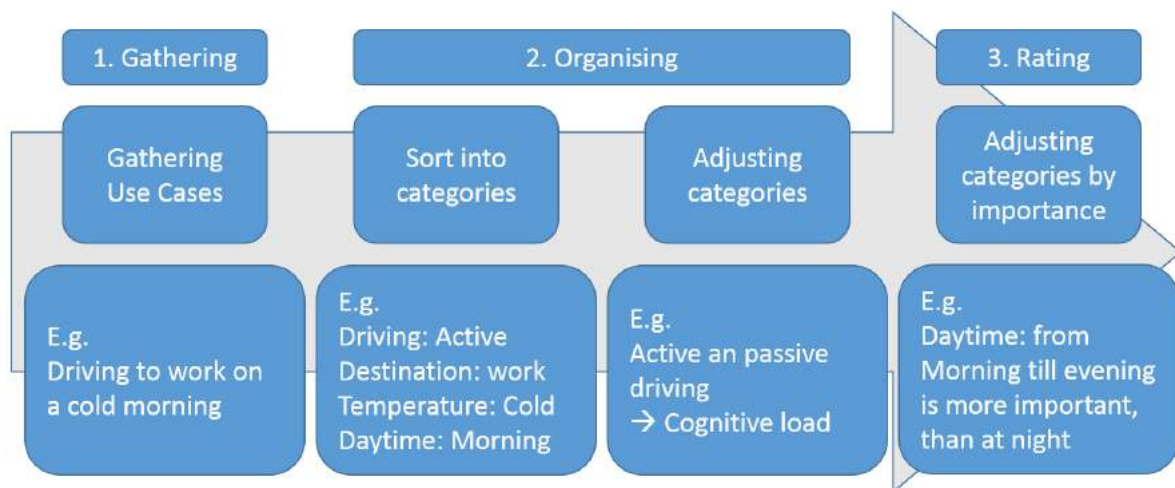 1. Gathering
2. Organising
3. Rating
Gathering
Use Cases
Sort into
categories
Adjusting
categories
Adjusting
categories by
importance
E.g.
Driving to work on
a cold morning
E.g.
Driving: Active
Destination: work
Temperature: Cold
Daytime: Morning
E.g.
Active an passive
driving
→ Cognitive load
E.g.
Daytime: from
Morning till evening
is more important,
than at night